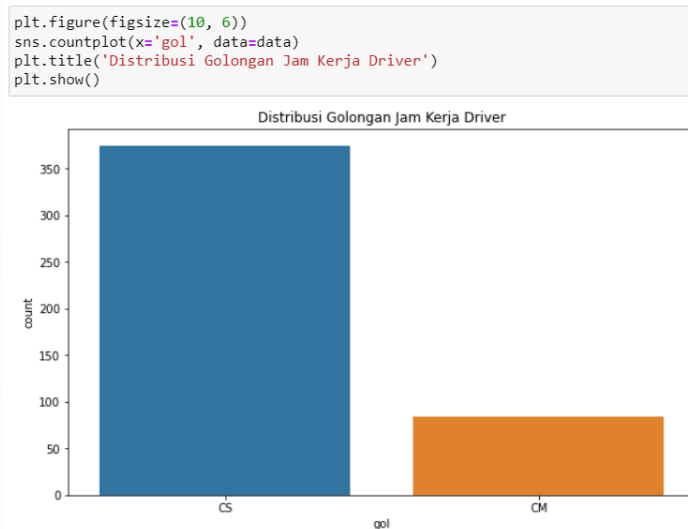 plt.figure(figsize=(10, 6))
sns.countplot(x='gol', data=data)
plt.title('Distribusi Golongan Jam Kerja Driver')
plt.show()
Distribusi Golongan Jam Kerja Driver
350
300
250
200
150
100
50
0
count
CS CM
gol